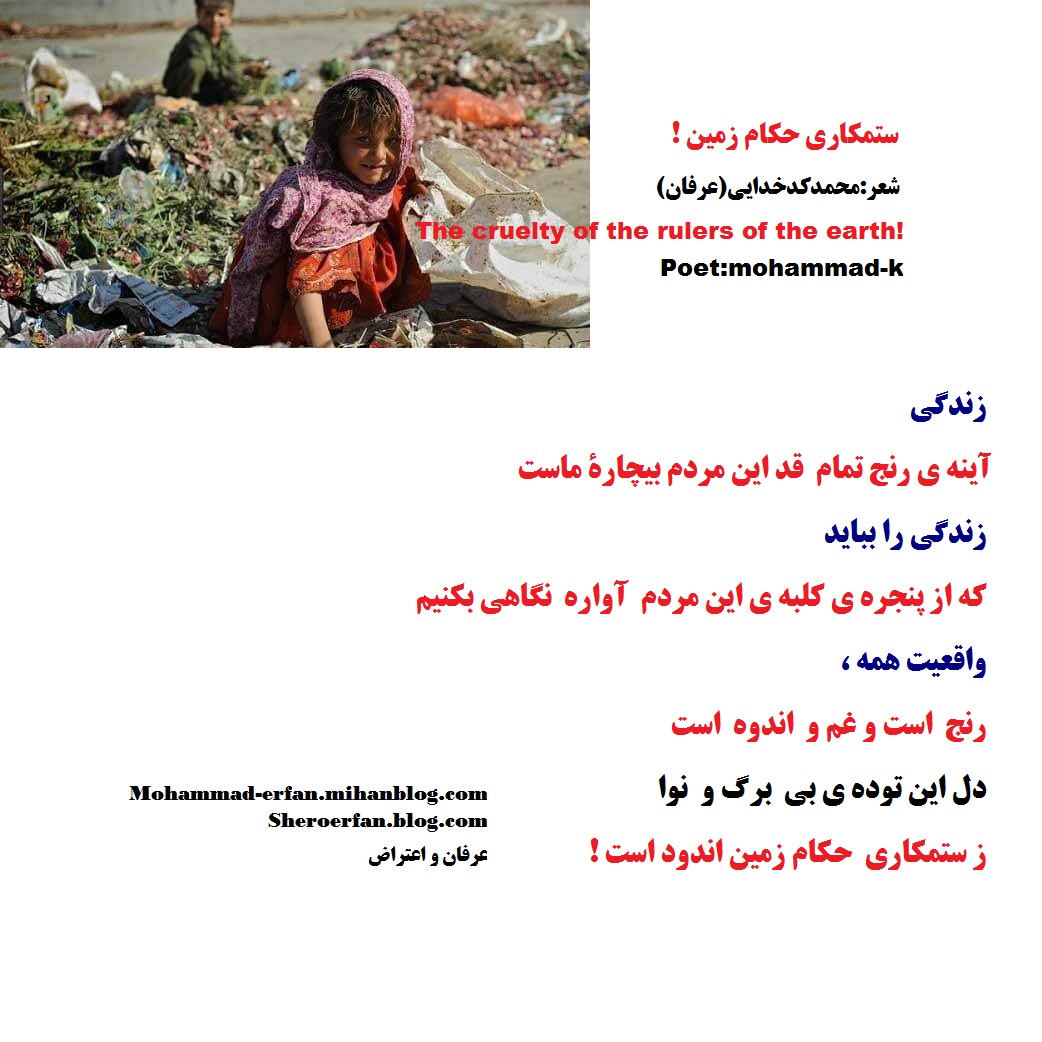 ستمکاری حکام زمین !
شعر:محمدکدخدایی(عرفان)
The cruelty of the rulers of the earth!
Poet:mohammad-k
زندگی
آینه ی رنج تمام قد این مردم بیچارهٔ ماست
زندگی را بباید
که از پنجره ی کلبه ی این مردم آواره نگاهی بکنیم
واقعیت همه ،
رنج است و غم و اندوه است
دل این توده ی بی برگ و نوا
ز ستمکاری حکام زمین اندود است !
Mohammad-erfan.mihanblog.com
Sheroerfan.blog.com
عرفان و اعتراض